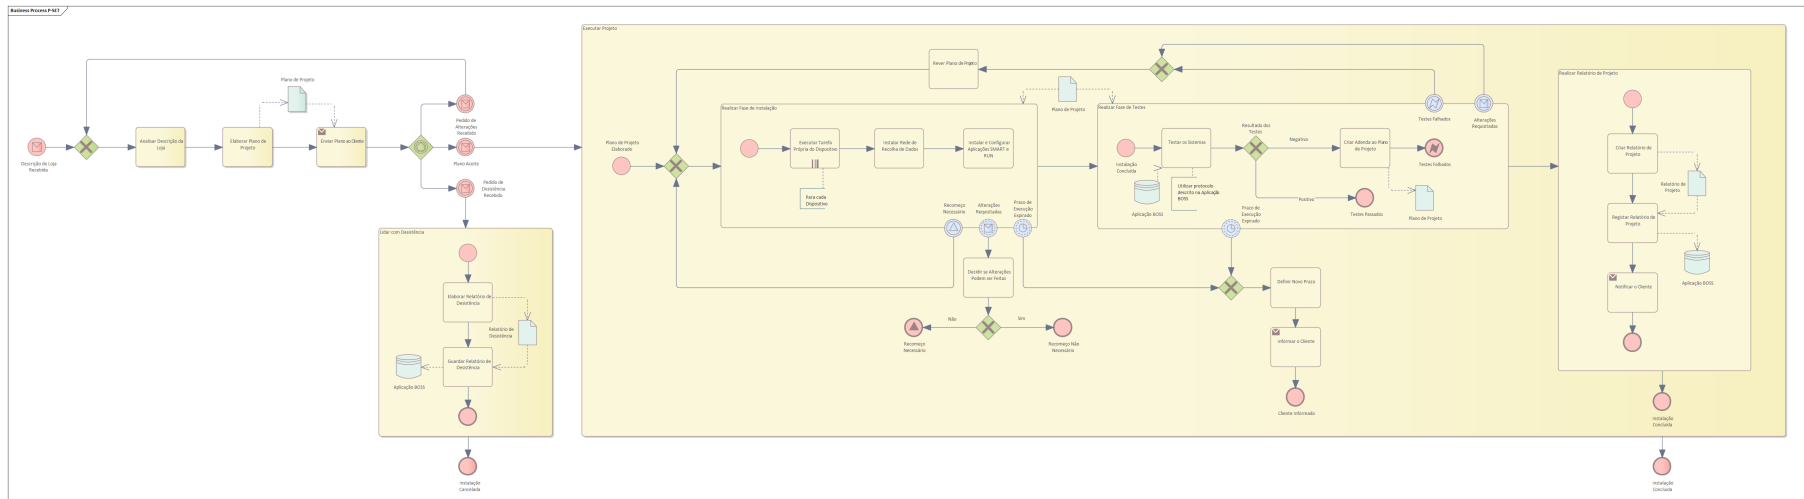 Business Process P-SET
Descrição de Loja
Recebida
Analisar Descrição da
Loja
Elaborar Plano de
Projeto
Plano de Projeto
Enviar Plano ao Cliente
Pedido de
Alterações
Recebido
Plano Aceite
Pedido de
Desistência
Recebido
Lidar com Desistência
Elaborar Relatório de
Desistência
Relatório de
Desistência
Guardar Relatório de
Desistência
Aplicação BOSS
Instalação
Cancelada
Executar Projeto
Plano de Projeto
Elaborado
Rever Plano de Projeto
Realizar Fase de Instalação
Executar Tarefa
Própria do Dispositivo
Para cada
Dispositivo
Instalar Rede de
Recolha de Dados
Instalar e Configurar
Aplicações SMART e
RUN
Recomeço
Necessário
Alterações
Requisitadas
Prazo de
Execução
Expirado
Decidir se Alterações
Podem ser Feitas
Não
Sim
Recomeço
Necessário
Recomeço Não
Necessário
Plano de Projeto
Realizar Fase de Testes
Instalação
Concluída
Testar os Sistemas
Aplicação BOSS
Utilizar protocolo
descrito na Aplicação
BOSS
Resultado dos
Testes
Negativo
Positivo
Criar Adenda ao Plano
de Projeto
Testes Falhados
Plano de Projeto
Testes Passados
Testes Falhados
Alterações
Requisitadas
Prazo de
Execução
Expirado
Definir Novo Prazo
Informar o Cliente
Cliente Informado
Realizar Relatório de Projeto
Criar Relatório de
Projeto
Relatório de
Projeto
Registar Relatório de
Projeto
Aplicação BOSS
Notificar o Cliente
Instalação
Concluída
Instalação
Concluída